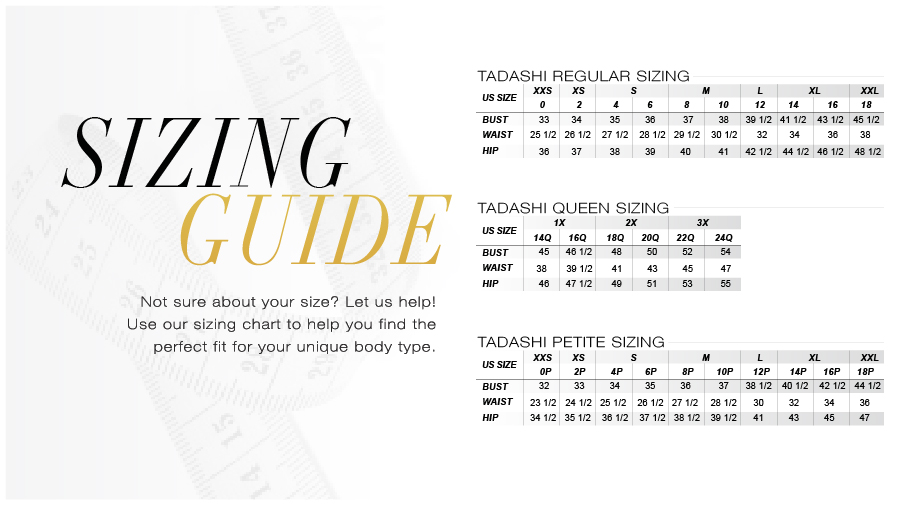 SIZING
GUIDE
Not sure about your size? Let us help!
Use our sizing chart to help you find the
perfect fit for your unique body type.
TADASHI REGULAR SIZING
US SIZE XXS XS S M L XL XXL
0 2 4 6 8 10 12 14 16 18
BUST 33 34 35 36 37 38 39 1/2 41 1/2 43 1/2 45 1/2
WAIST 25 1/2 26 1/2 27 1/2 28 1/2 29 1/2 30 1/2 32 34 36 38
HIP 36 37 38 39 40 41 42 1/2 44 1/2 46 1/2 48 1/2
TADASHI QUEEN SIZING
US SIZE 1X 2X 3X
14Q 16Q 18Q 20Q 22Q 24Q
BUST 45 46 1/2 48 50 52 54
WAIST 38 39 1/2 41 43 45 47
HIP 46 47 1/2 49 51 53 55
TADASHI PETITE SIZING
US SIZE XXS XS S M L XL XXL
0P 2P 4P 6P 8P 10P 12P 14P 16P 18P
BUST 32 33 34 35 36 37 38 1/2 40 1/2 42 1/2 44 1/2
WAIST 23 1/2 24 1/2 25 1/2 26 1/2 27 1/2 28 1/2 30 32 34 36
HIP 34 1/2 35 1/2 36 1/2 37 1/2 38 1/2 39 1/2 41 43 45 47